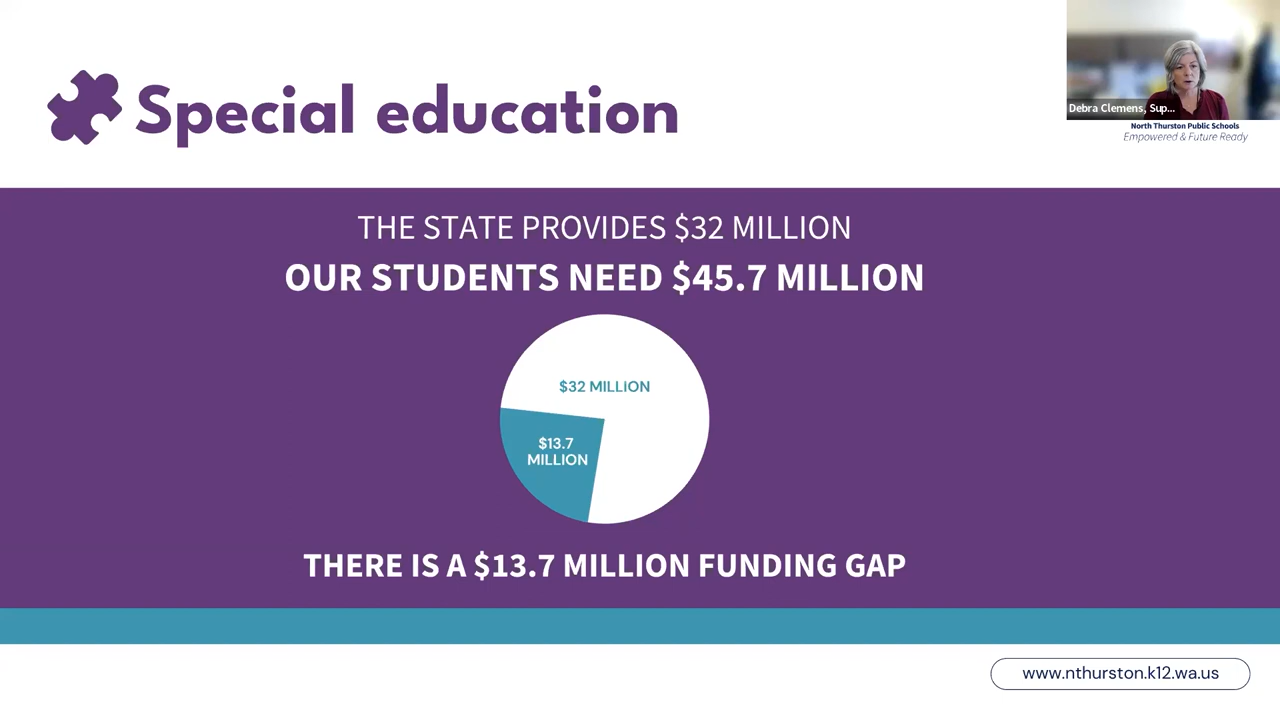 Special education
Debra Clemens, Sup...
North Thurston Public Schools
Empowered & Future Ready
THE STATE PROVIDES $32 MILLION
OUR STUDENTS NEED $45.7 MILLION
$32 MILLION
$13.7
MILLION
THERE IS A $13.7 MILLION FUNDING GAP
www.nthurston.k12.wa.us